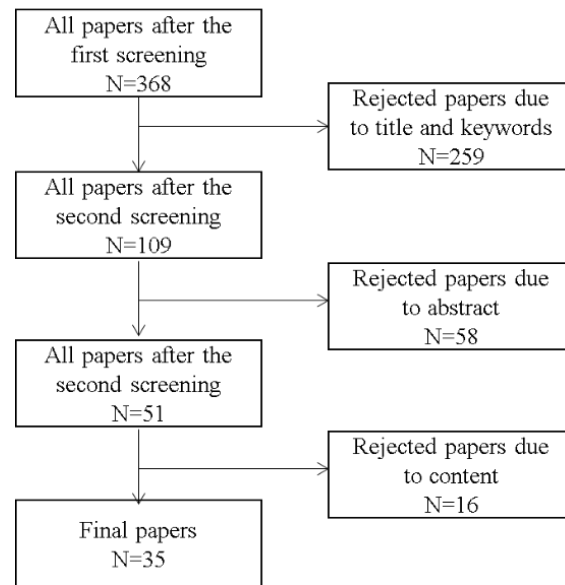 All papers after the
first screening
N=368
Rejected papers due
to title and keywords
N=259
All papers after the
second screening
N=109
Rejected papers due
to abstract
N=58
All papers after the
second screening
N=51
Rejected papers due
to content
N=16
Final papers
N=35